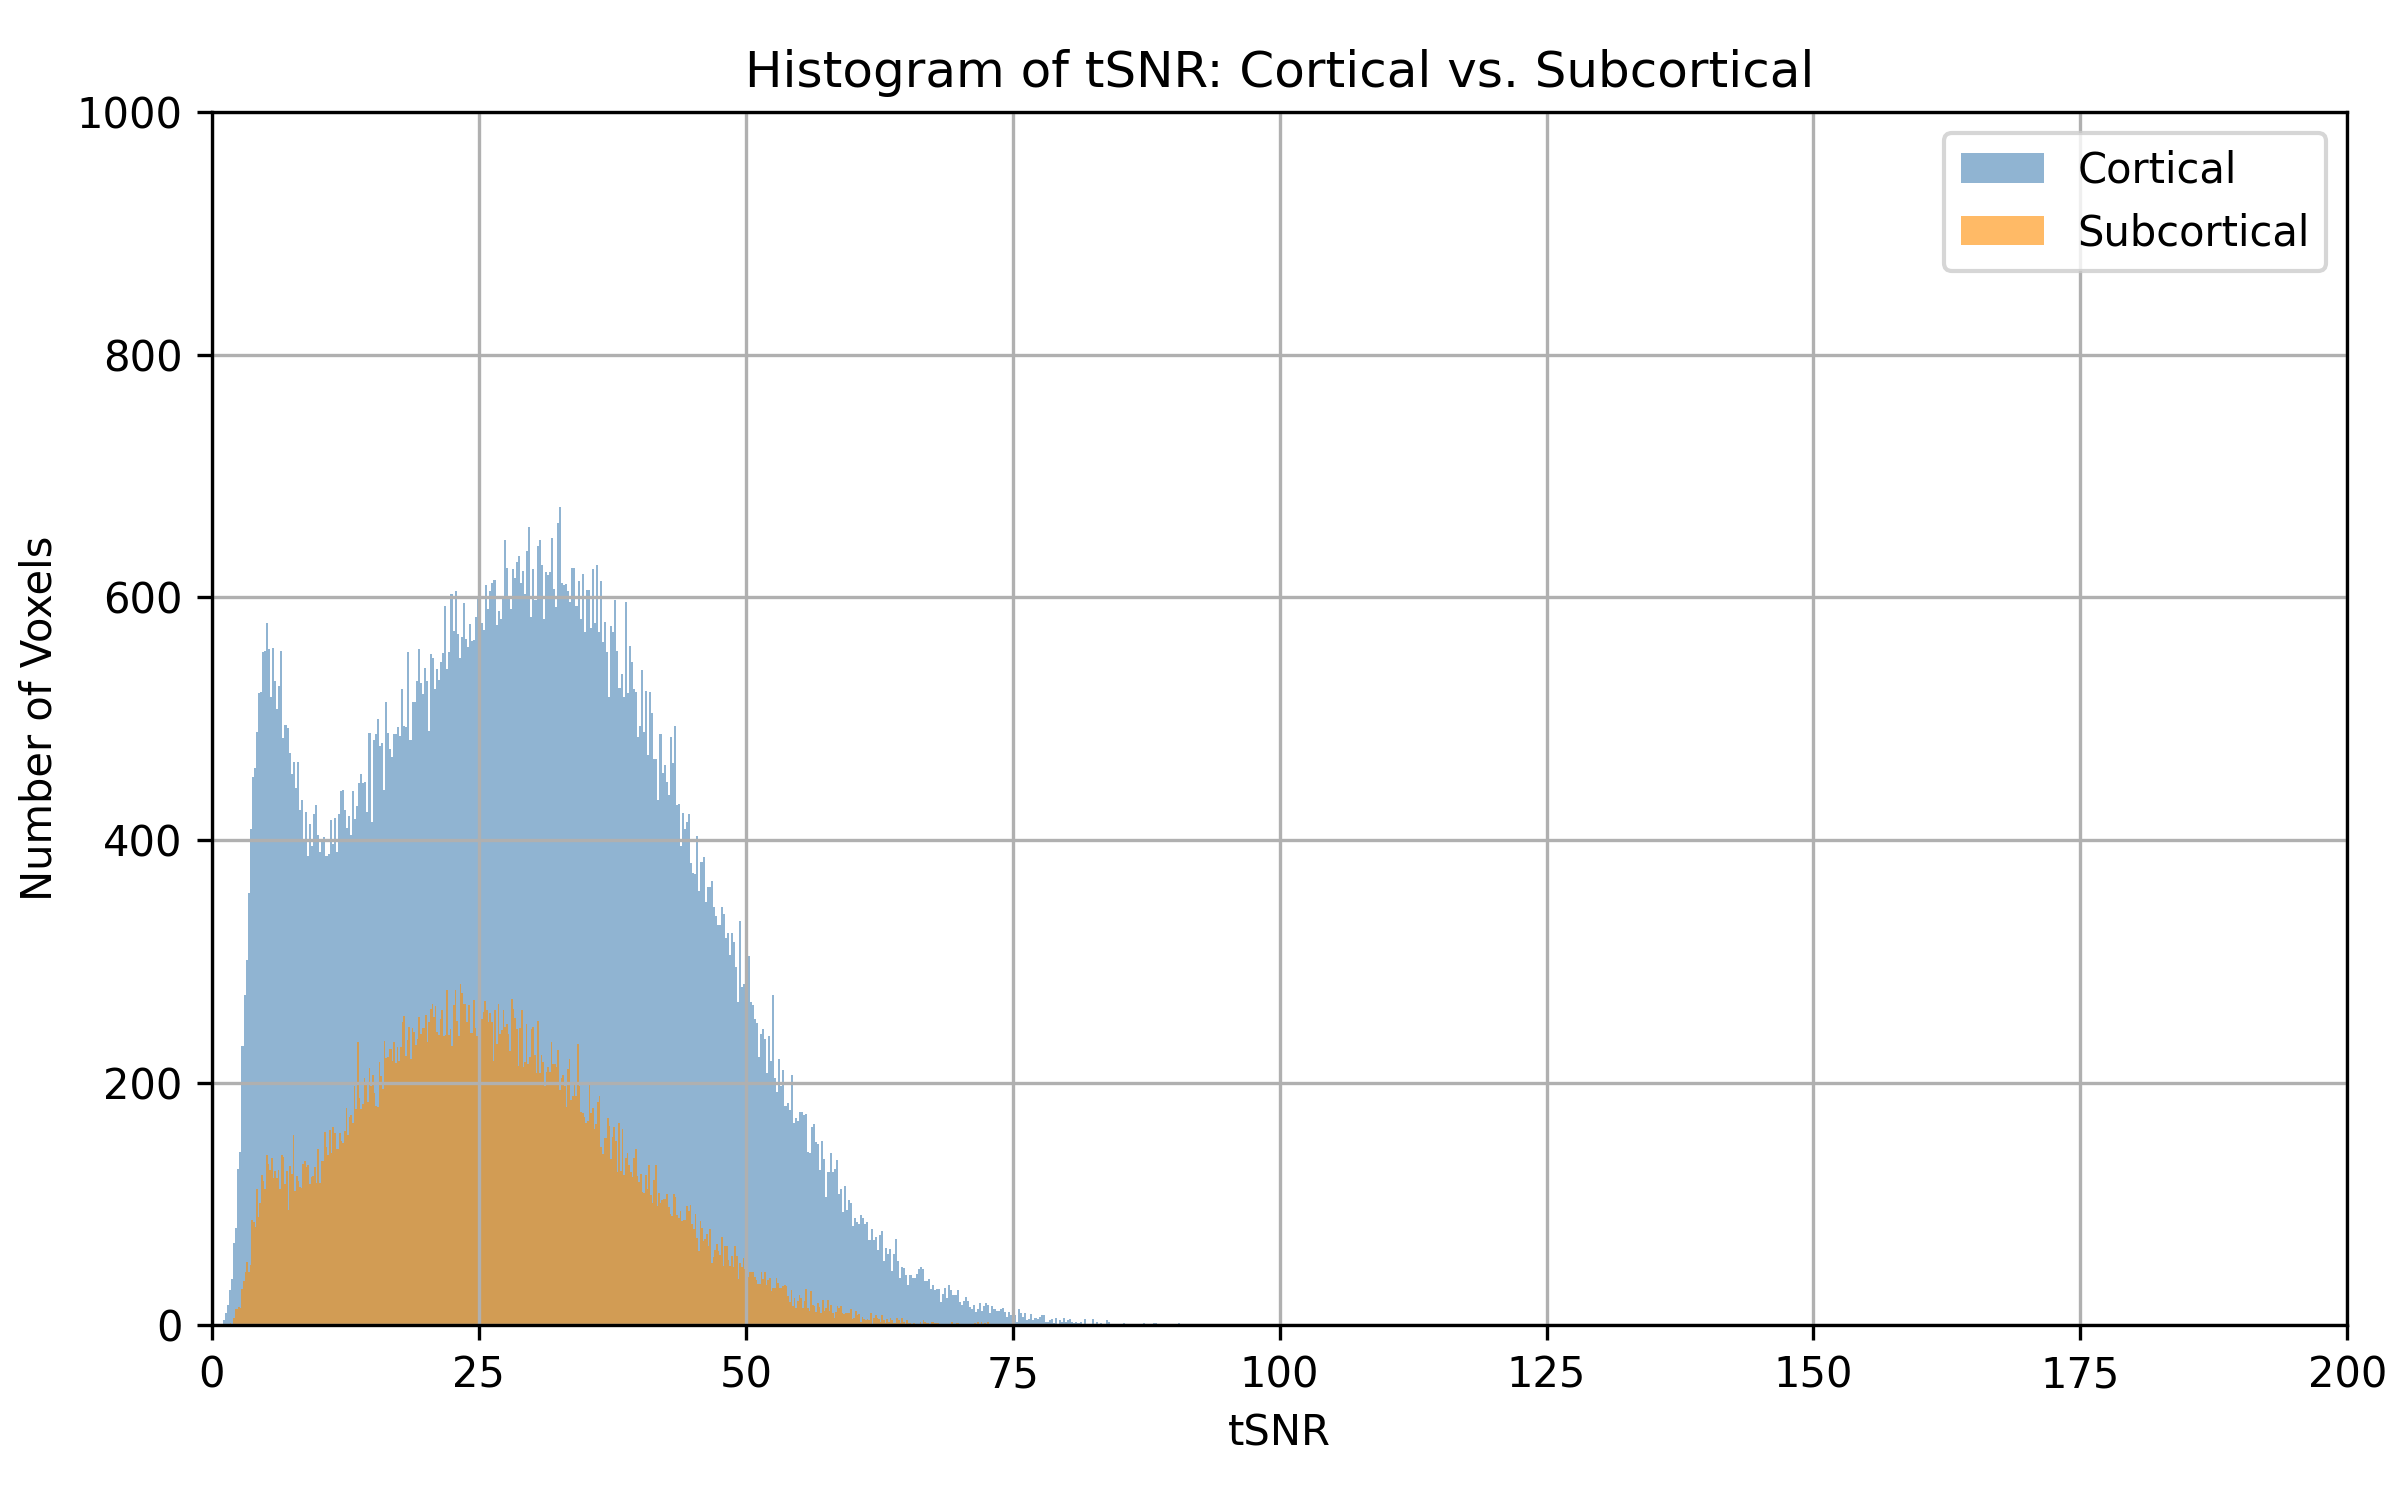 Histogram of tSNR: Cortical vs. Subcortical
1000
800
600
400
200
0
Number of Voxels
Cortical
Subcortical
0 25 50 75 100 125 150 175 200
tSNR